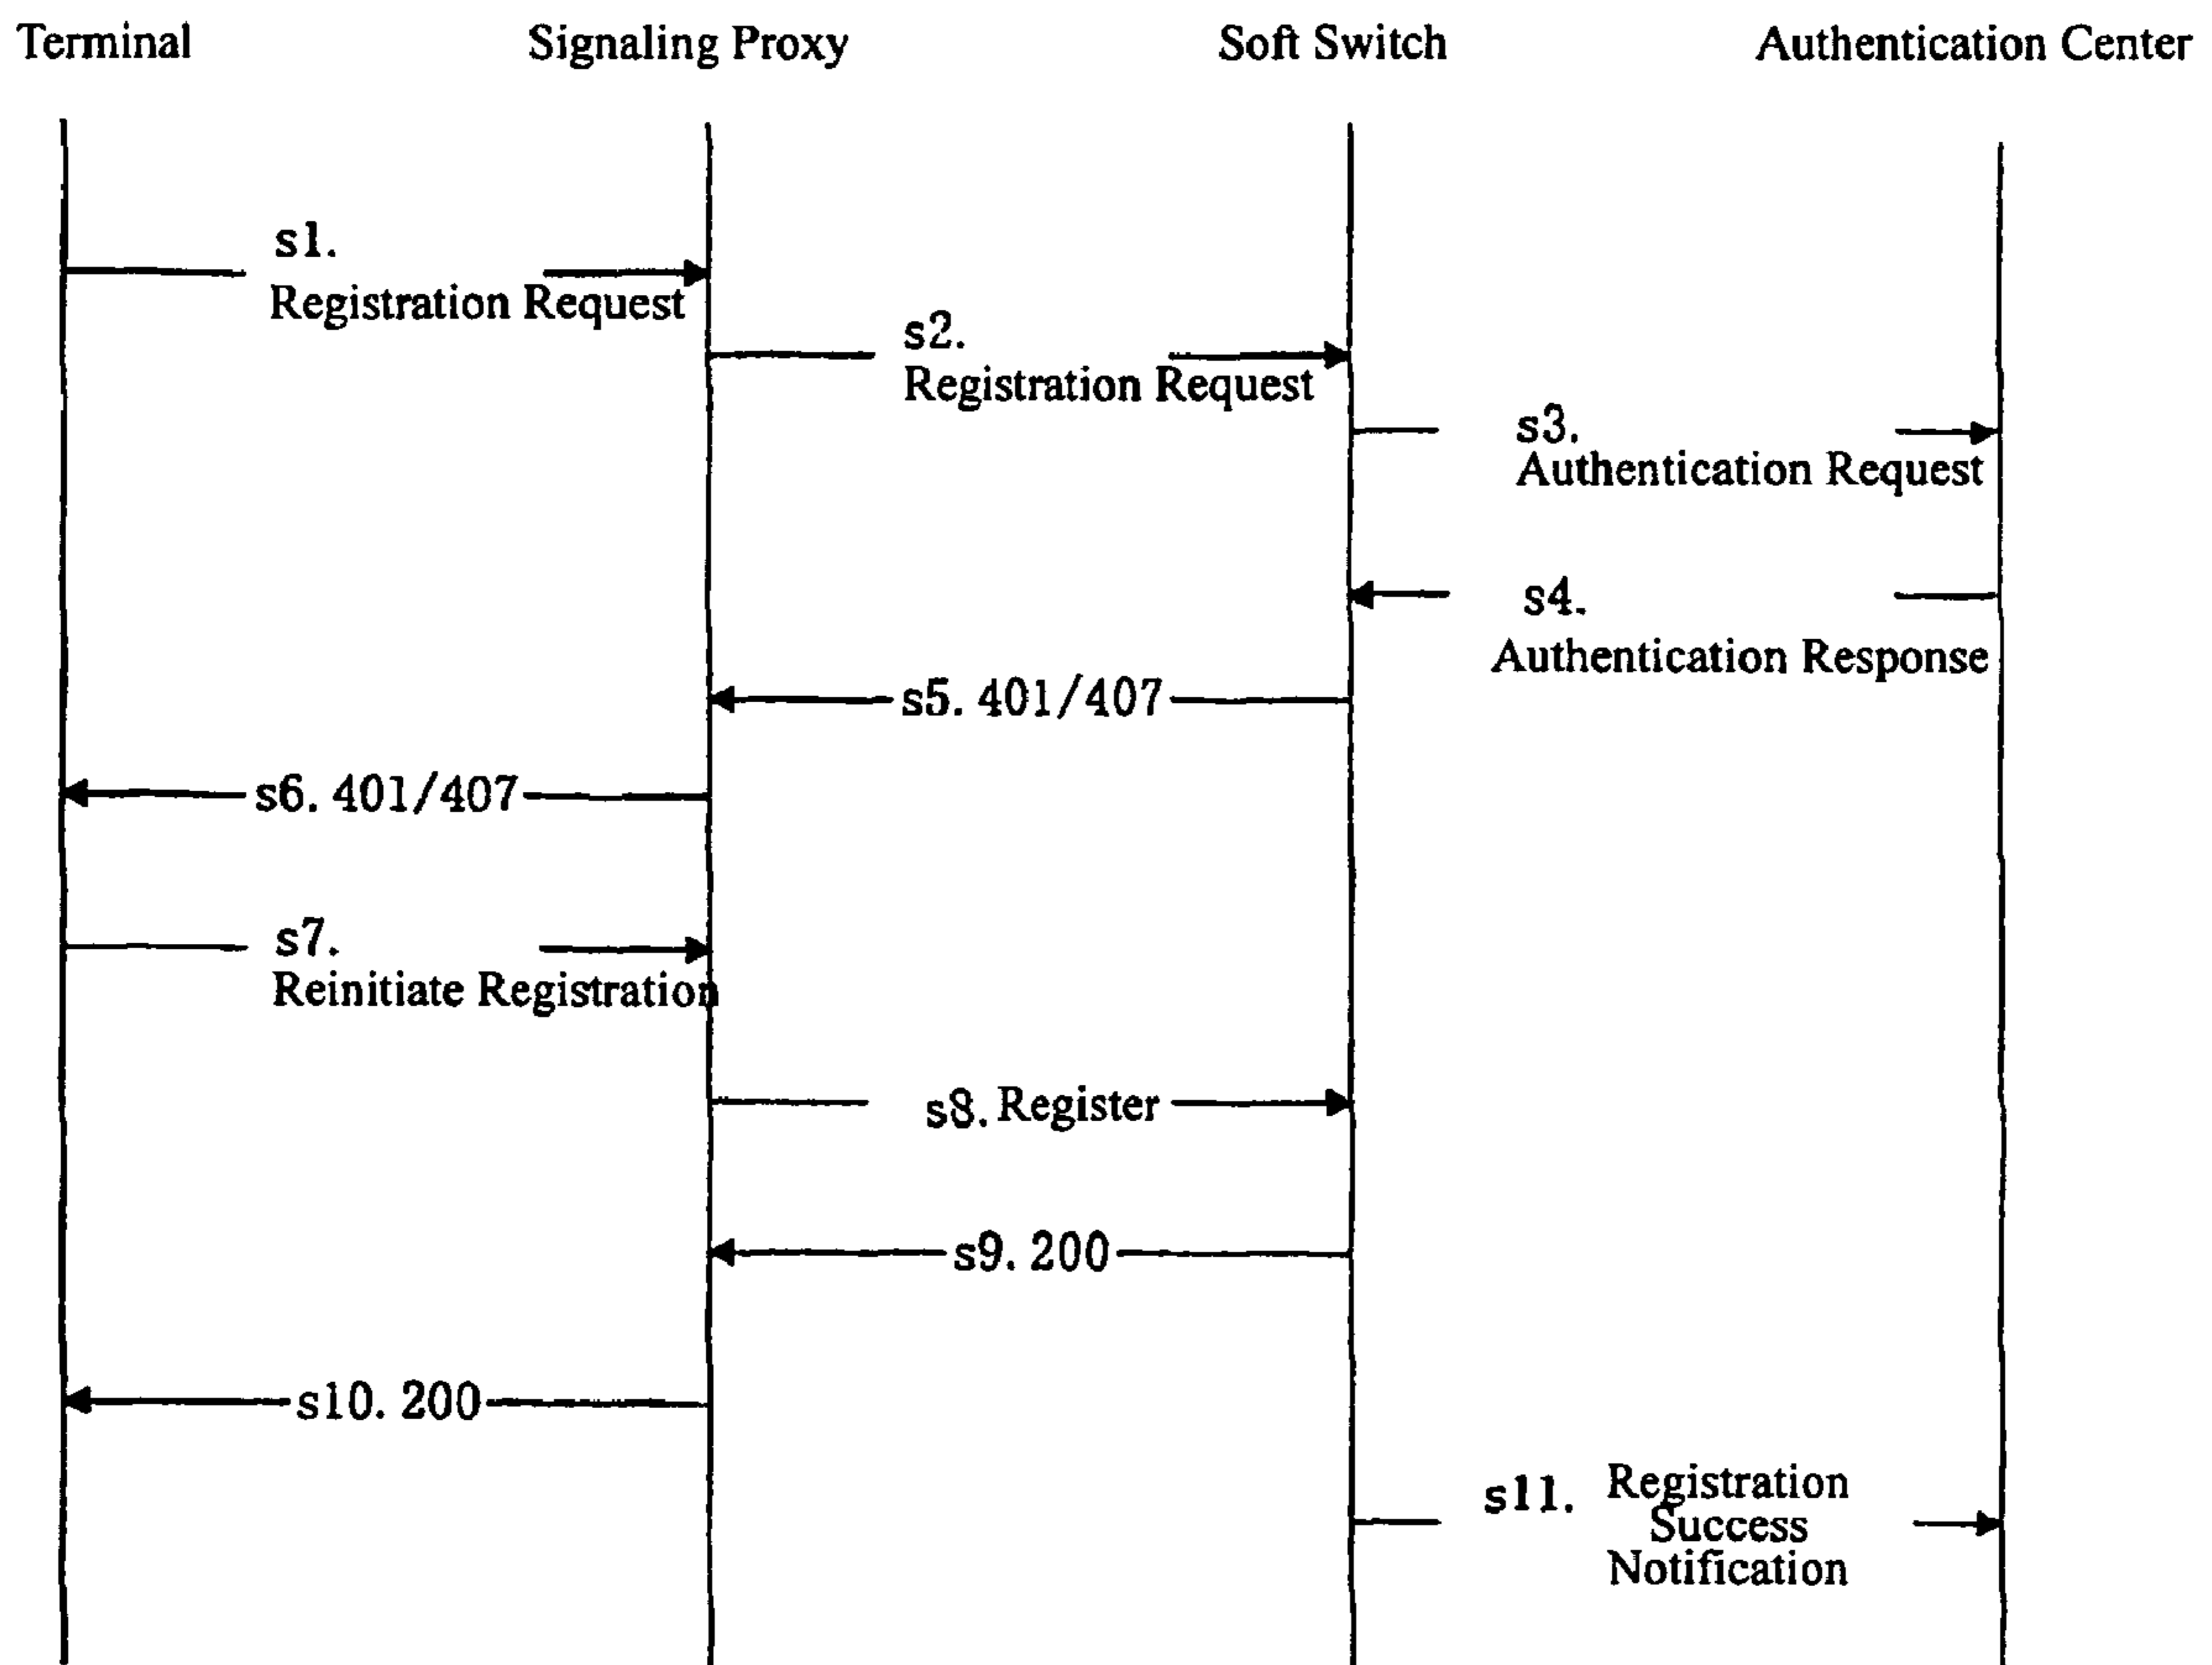 Terminal
Signaling Proxy
Soft Switch
Authentication Center
s1.
Registration Request
s2.
Registration Request
s3.
Authentication Request
s4.
Authentication Response
s5. 401/407
s6. 401/407
s7.
Reinitiate Registration
s8. Register
s9. 200
s10. 200
s11. Registration
Success
Notification